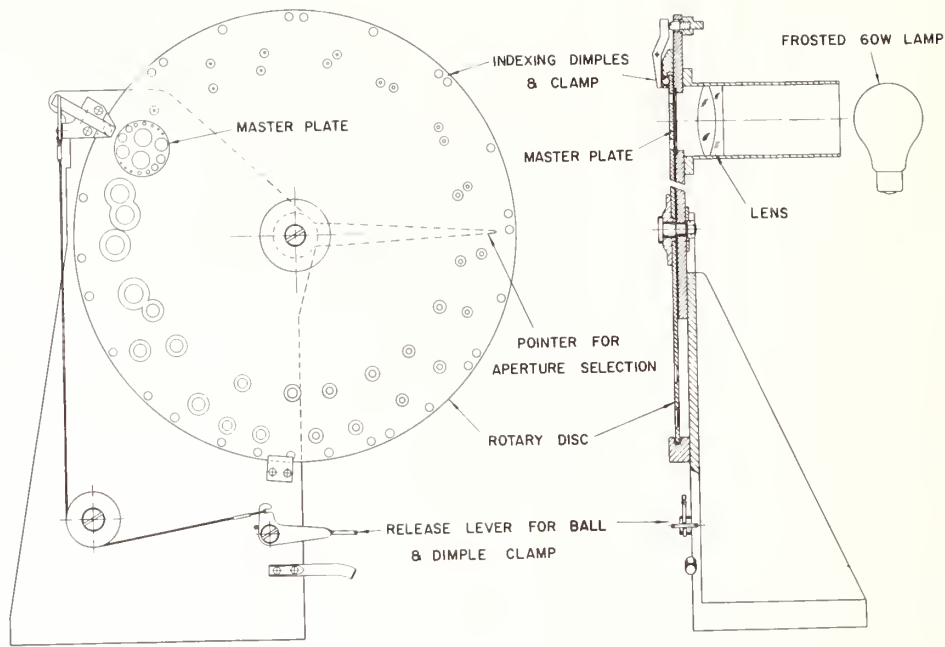 INDEXING DIMPLES
& CLAMP
FROSTED 60W LAMP
MASTER PLATE
MASTER PLATE
LENS
POINTER FOR
APERTURE SELECTION
ROTARY DISC
RELEASE LEVER FOR BALL
& DIMPLE CLAMP